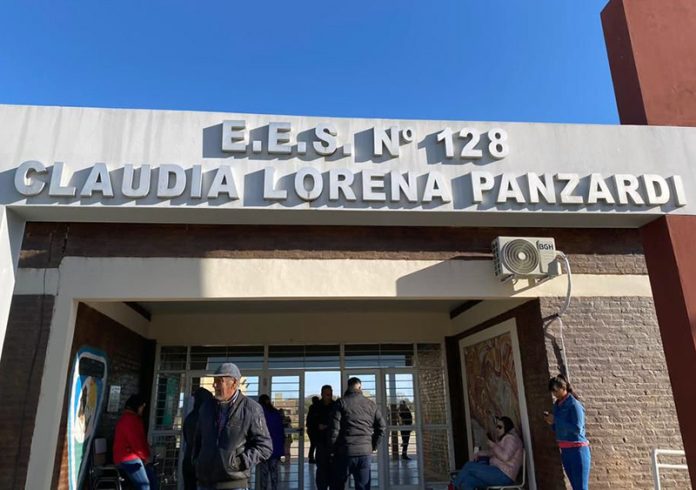 E.E.S. Nº 128
CLAUDIA LORENA PANZARDI
BGH